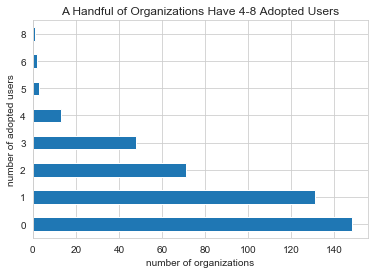 A Handful of Organizations Have 4-8 Adopted Users
number of adopted users
8
6
5
4
3
2
1
0
0 20 40 60 80 100 120 140
number of organizations